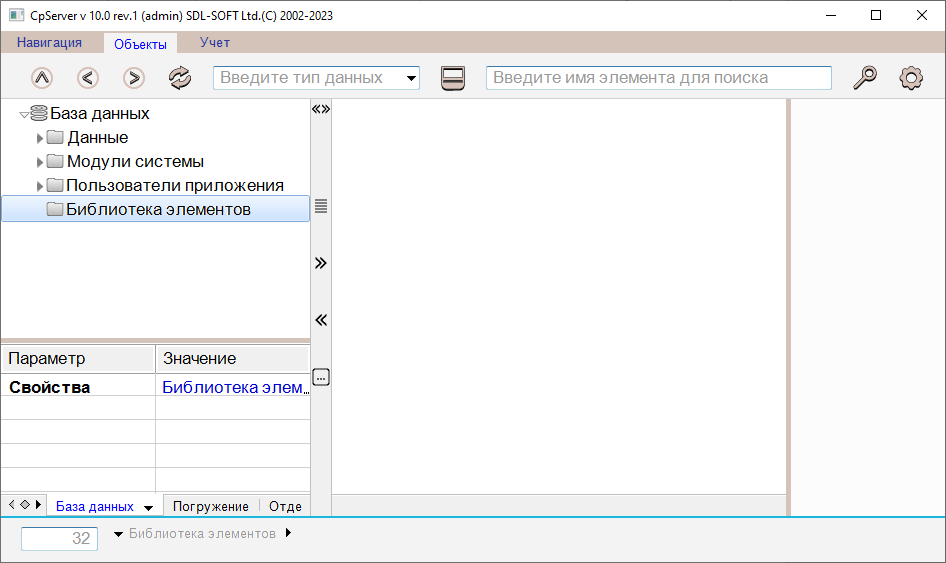 CpServer v 10.0 rev.1 (admin) SDL-SOFT Ltd.(C) 2002-2023
Навигация Объекты Учет
Введите тип данных Введите имя элемента для поиска
База данных
Данные
Модули системы
Пользователи приложения
Библиотека элементов
Параметр Значение
Свойства Библиотека элем...
База данных Погружение Отде
32 Библиотека элементов